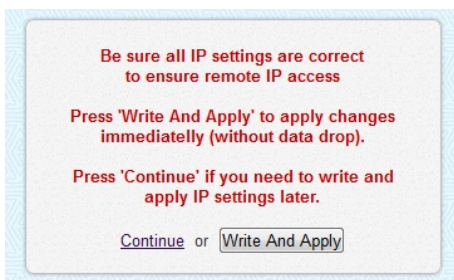 Be sure all IP settings are correct
to ensure remote IP access
Press 'Write And Apply' to apply changes
immediatelly (without data drop).
Press 'Continue' if you need to write and
apply IP settings later.
Continue or Write And Apply